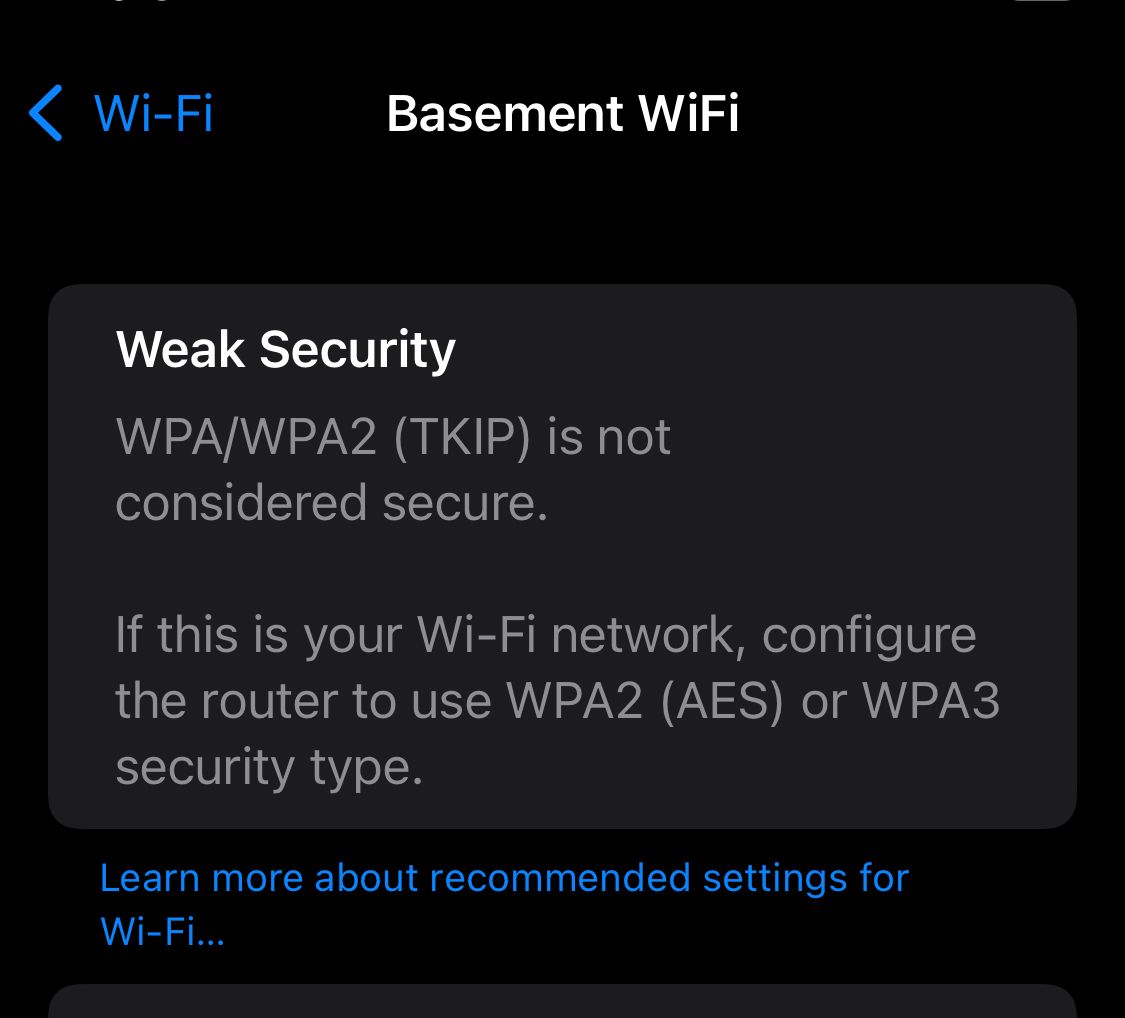 Wi-Fi
Basement WiFi
Weak Security
WPA/WPA2 (TKIP) is not
considered secure.
If this is your Wi-Fi network, configure
the router to use WPA2 (AES) or WPA3
security type.
Learn more about recommended settings for
Wi-Fi...